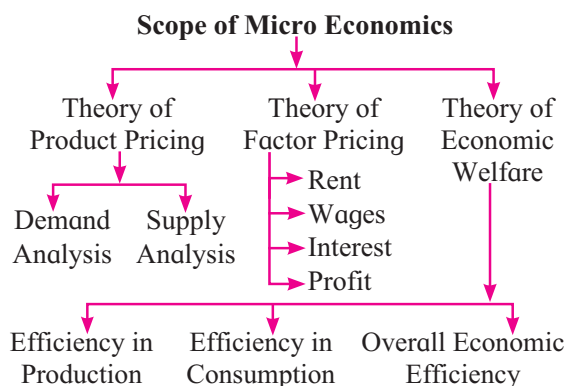 Scope of Micro Economics
Theory of
Product Pricing
Theory of
Factor Pricing
Theory of
Economic
Welfare
Demand
Analysis
Supply
Analysis
Rent
Wages
Interest
Profit
Efficiency in
Production
Efficiency in
Consumption
Overall Economic
Efficiency